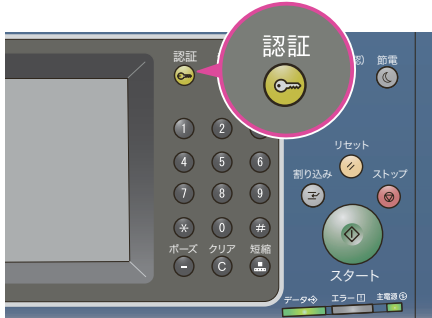 認証
認証
節電
1
2
4
5
6
7
8
9
0
#
ポーズ
クリア
短縮
C
リセット
割り込み
ストップ
スタート
データ
エラー
主電源